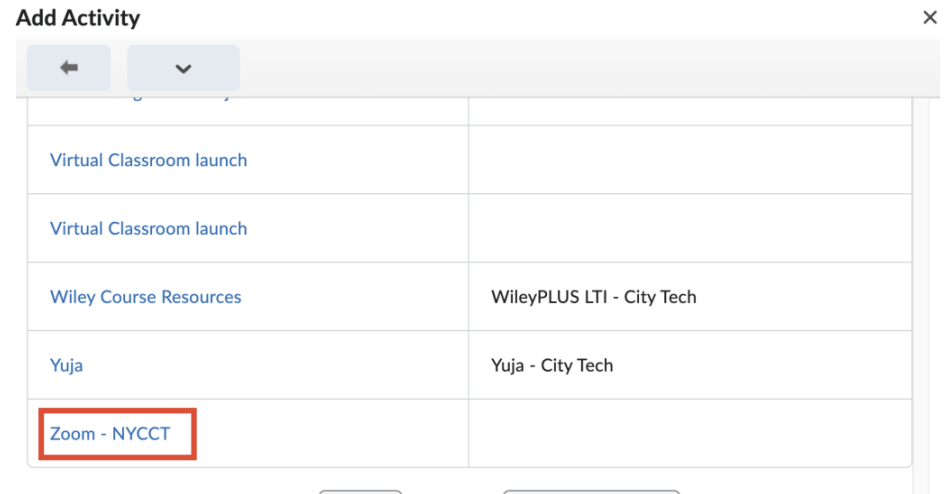 Add Activity
Virtual Classroom launch
Virtual Classroom launch
Wiley Course Resources WileyPLUS LTI - City Tech
Yuja Yuja - City Tech
Zoom - NYCCT